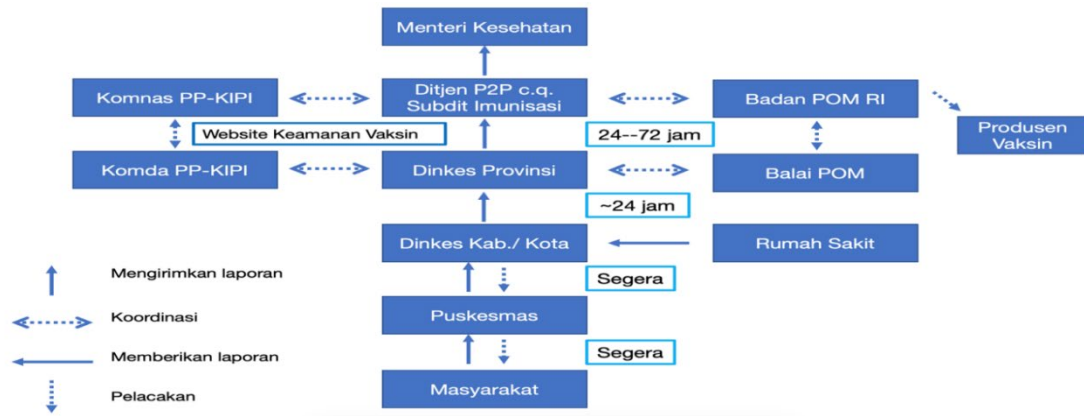 Menteri Kesehatan
Komnas PP-KIPI
Ditjen P2P c.q.
Subdit Imunisasi
Badan POM RI
Website Keamanan Vaksin
24--72 jam
Produsen
Vaksin
Komda PP-KIPI
Dinkes Provinsi
Balai POM
~24 jam
Dinkes Kab./ Kota
Rumah Sakit
Mengirimkan laporan
Segera
Koordinasi
Puskesmas
Memberikan laporan
Segera
Masyarakat
Pelacakan